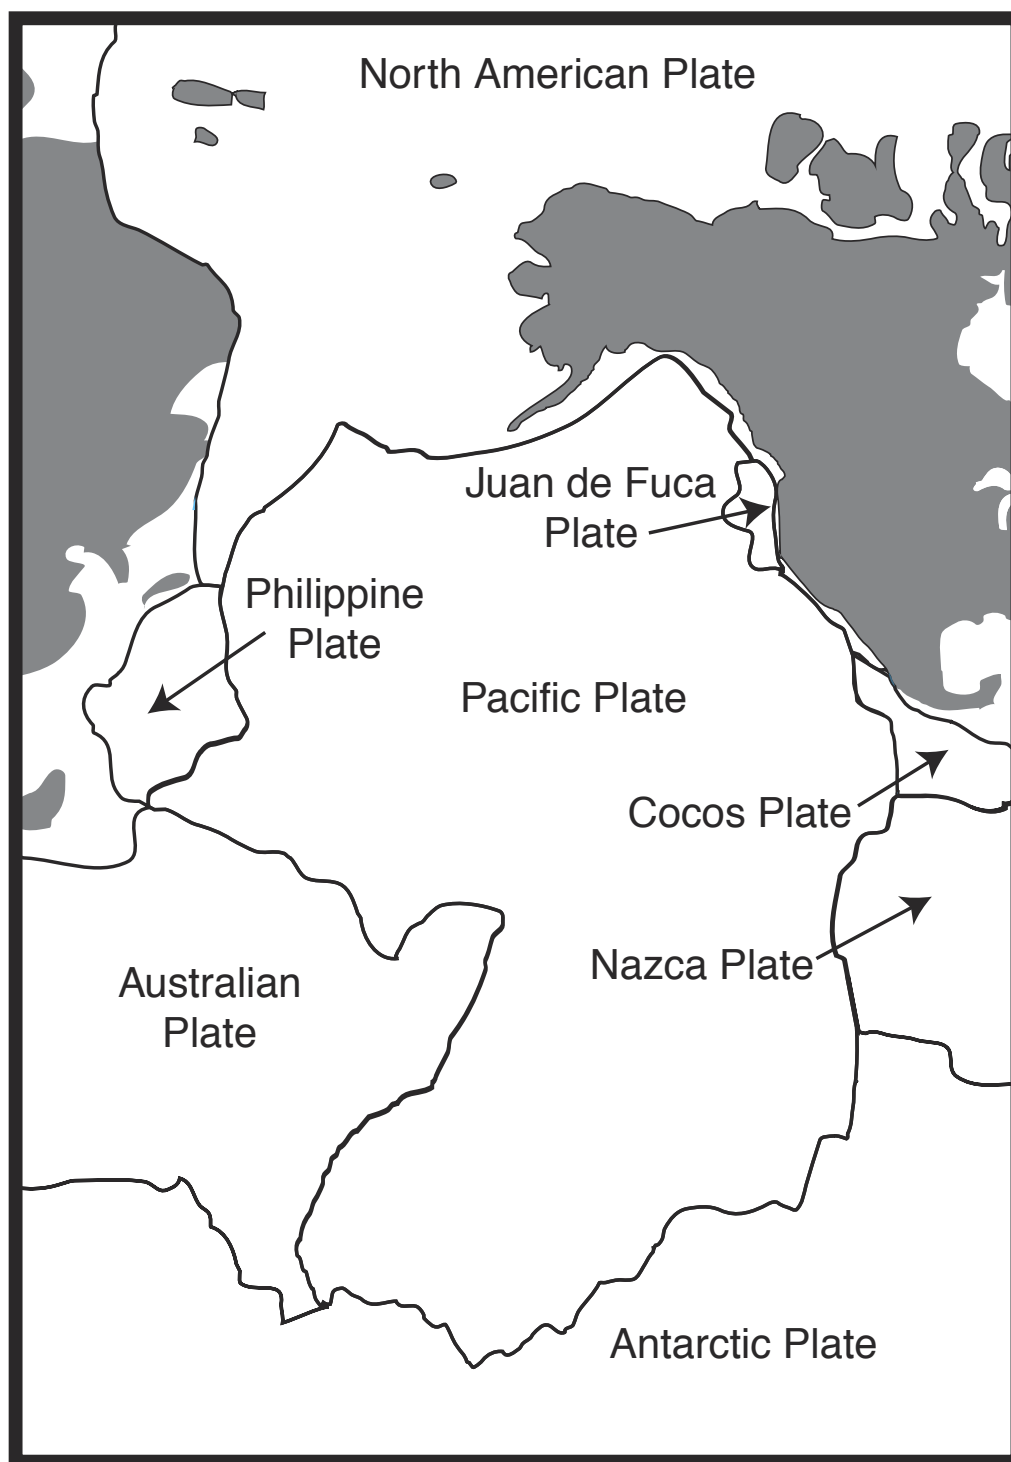 North American Plate
Juan de Fuca
Plate
Philippine
Plate
Pacific Plate
Cocos Plate
Nazca Plate
Australian
Plate
Antarctic Plate